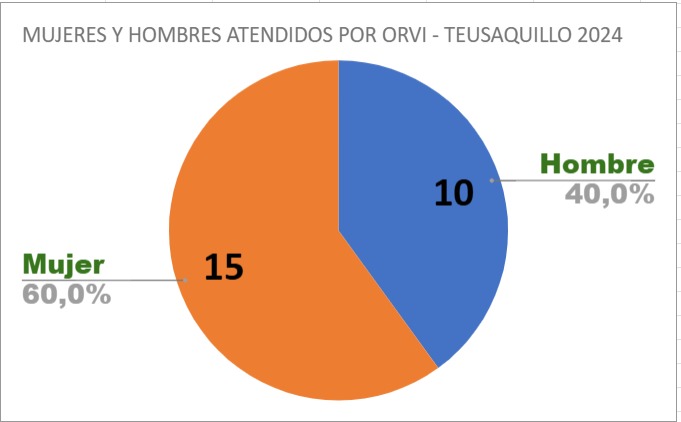 MUJERES Y HOMBRES ATENDIDOS POR ORVI - TEUSAQUILLO 2024
Hombre
40,0%
10
Mujer
60,0%
15